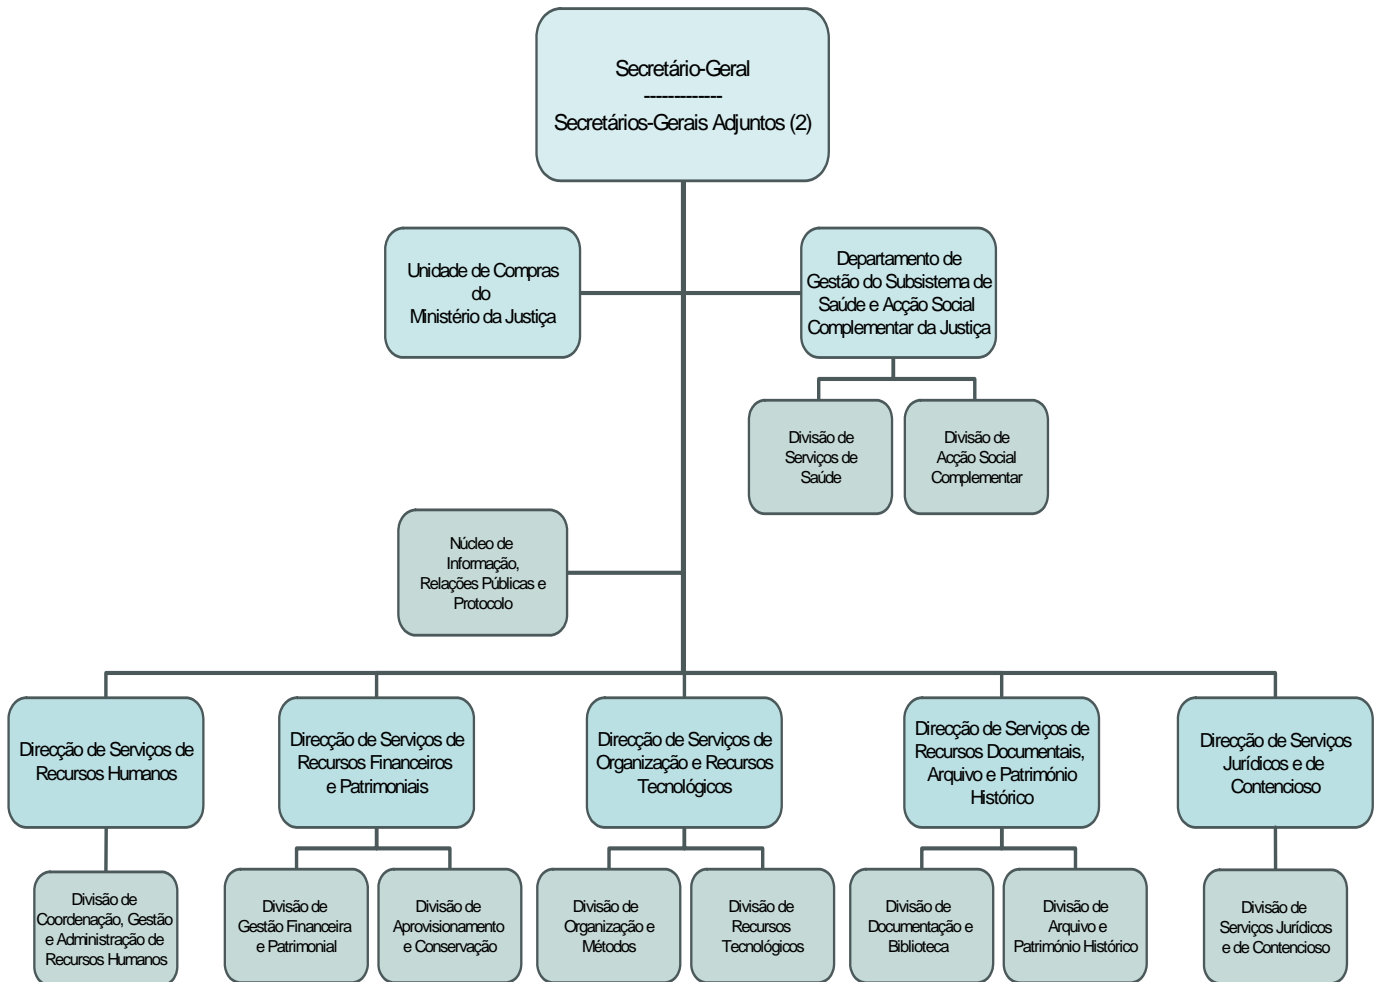 Secretário-Geral
-------------
Secretários-Gerais Adjuntos (2)
Unidade de Compras
do
Ministério da Justiça
Departamento de
Gestão do Subsistema de
Saúde e Acção Social
Complementar da Justiça
Divisão de
Serviços de
Saúde
Divisão de
Acção Social
Complementar
Núcleo de
Informação,
Relações Públicas e
Protocolo
Direcção de Serviços de
Recursos Humanos
Direcção de Serviços de
Recursos Financeiros
e Patrimoniais
Direcção de Serviços de
Organização e Recursos
Tecnológicos
Direcção de Serviços de
Recursos Documentais,
Arquivo e Património
Histórico
Direcção de Serviços
Jurídicos e de
Contencioso
Divisão de
Coordenação, Gestão
e Administração de
Recursos Humanos
Divisão de
Gestão Financeira
e Patrimonial
Divisão de
Aprovisionamento
e Conservação
Divisão de
Organização e
Métodos
Divisão de
Recursos
Tecnológicos
Divisão de
Documentação e
Biblioteca
Divisão de
Arquivo e
Património Histórico
Divisão de
Serviços Jurídicos
e de Contencioso